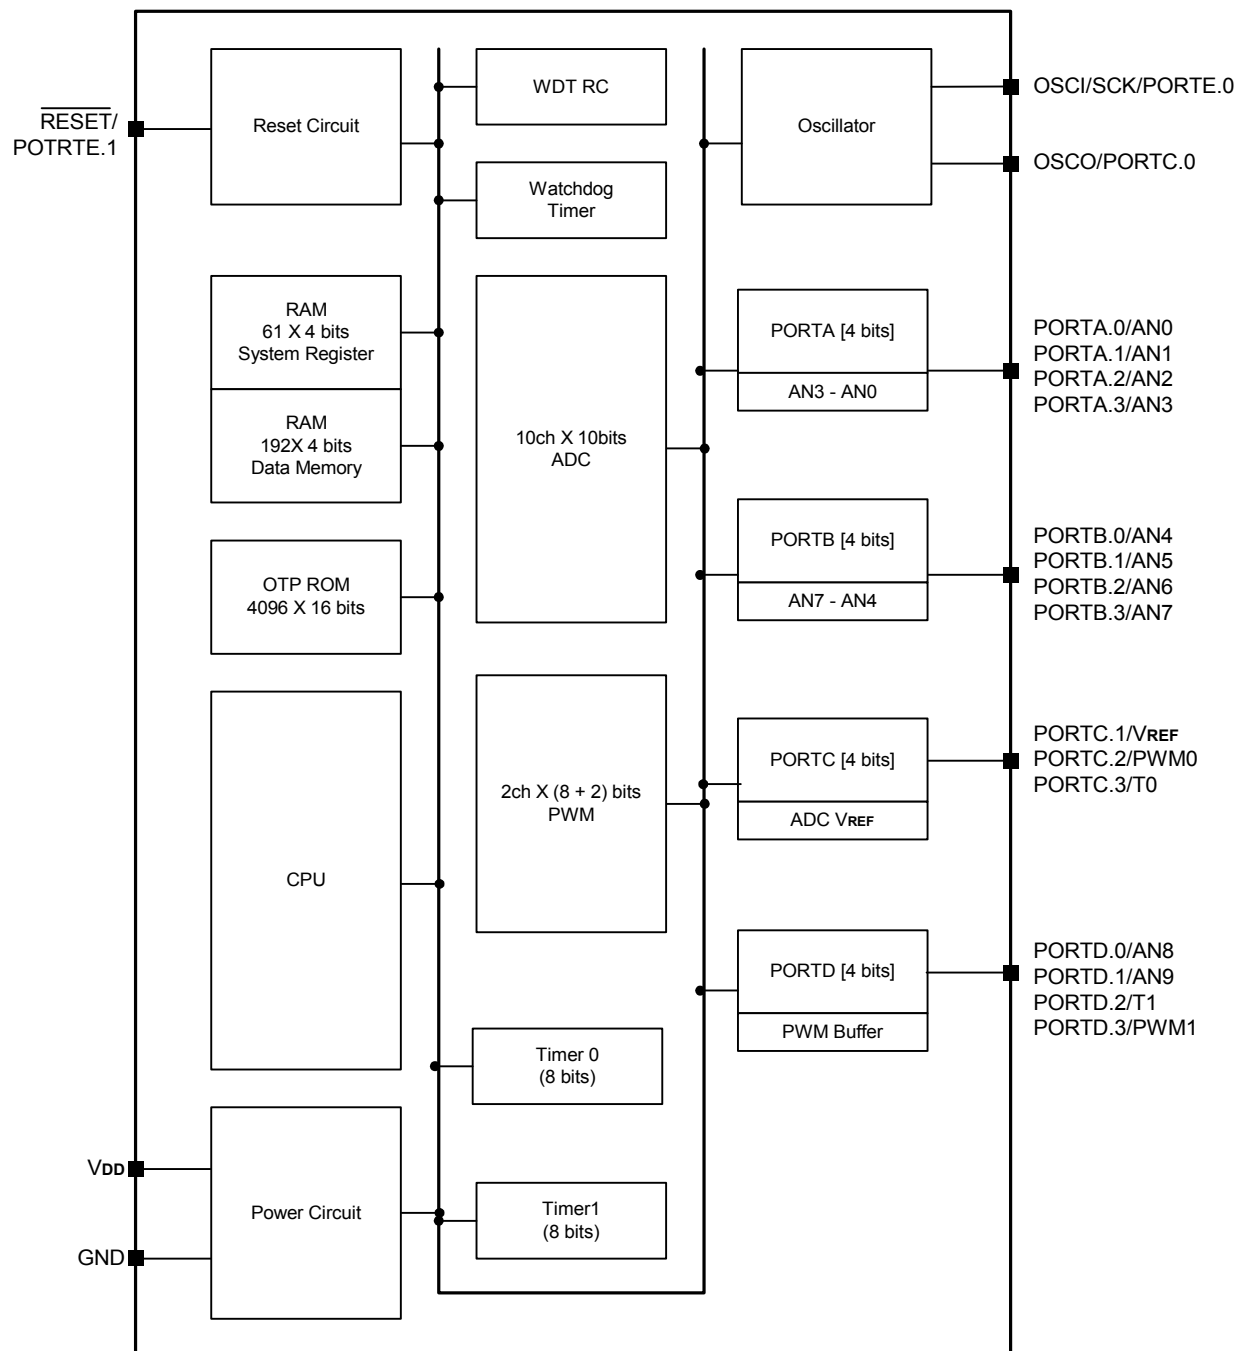 RESET/
POTRTE.1
Reset Circuit
WDT RC
Watchdog
Timer
Oscillator
OSCI/SCK/PORTE.0
OSCO/PORTC.0
RAM
61 X 4 bits
System Register
RAM
192X 4 bits
Data Memory
OTP ROM
4096 X 16 bits
CPU
VDD
GND
Power Circuit
10ch X 10bits
ADC
2ch X (8 + 2) bits
PWM
Timer 0
(8 bits)
Timer1
(8 bits)
PORTA [4 bits]
AN3 - AN0
PORTA.0/AN0
PORTA.1/AN1
PORTA.2/AN2
PORTA.3/AN3
PORTB [4 bits]
AN7 - AN4
PORTB.0/AN4
PORTB.1/AN5
PORTB.2/AN6
PORTB.3/AN7
PORTC [4 bits]
ADC VREF
PORTC.1/VREF
PORTC.2/PWM0
PORTC.3/T0
PORTD [4 bits]
PWM Buffer
PORTD.0/AN8
PORTD.1/AN9
PORTD.2/T1
PORTD.3/PWM1